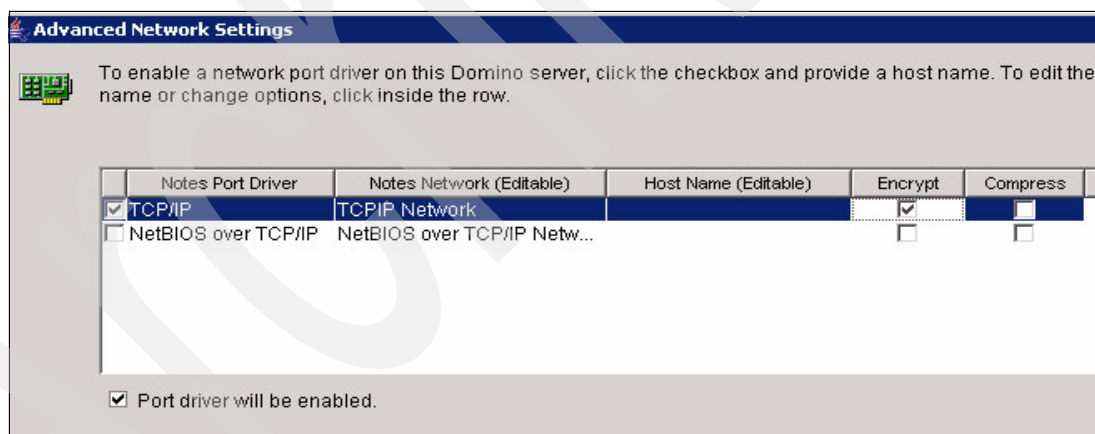 Advanced Network Settings
To enable a network port driver on this Domino server, click the checkbox and provide a host name. To edit the
name or change options, click inside the row.
Notes Port Driver Notes Network (Editable) Host Name (Editable) Encrypt Compress
TCP/IP TCPIP Network
NetBIOS over TCP/IP NetBIOS over TCP/IP Netw...
Port driver will be enabled.